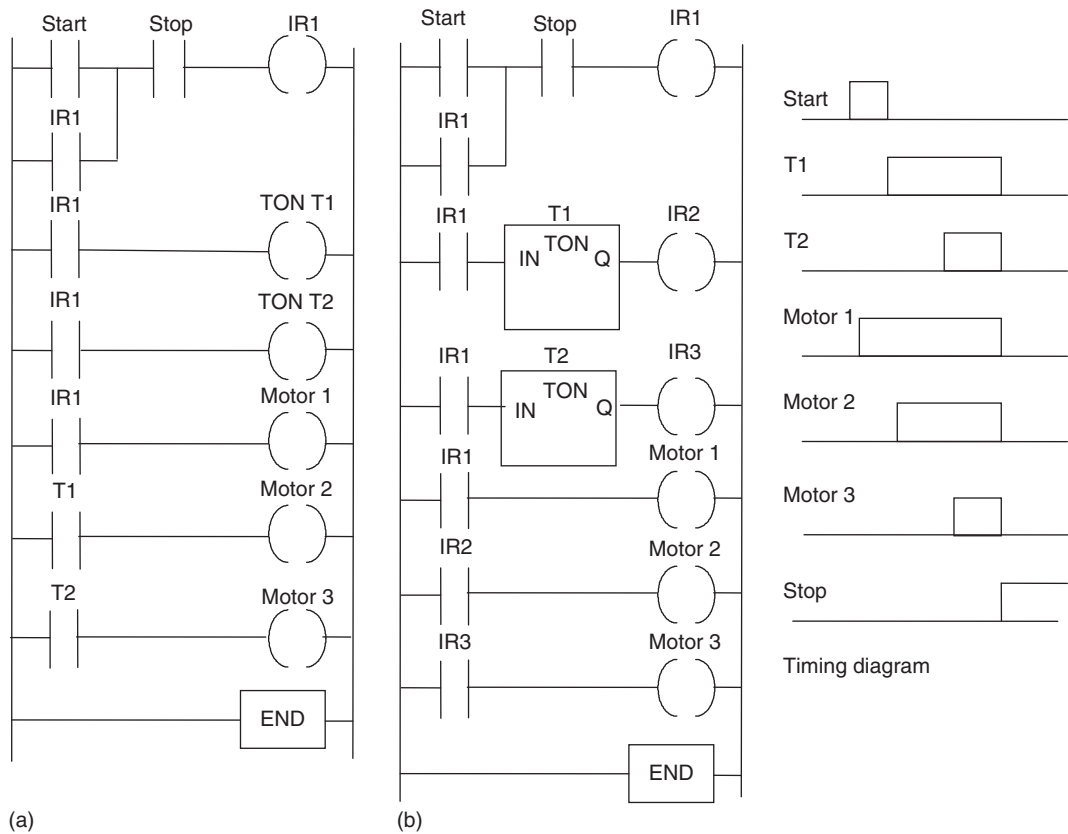 Start Stop IR1
IR1
IR1 TON T1
IR1 TON T2
IR1 Motor 1
T1 Motor 2
T2 Motor 3
END
(a)
Start Stop IR1
IR1
IR1 T1 IR2
IN TON Q
IR1 T2 IR3
IN TON Q
IR1 Motor 1
IR2 Motor 2
IR3 Motor 3
END
(b)
Start
T1
T2
Motor 1
Motor 2
Motor 3
Stop
Timing diagram